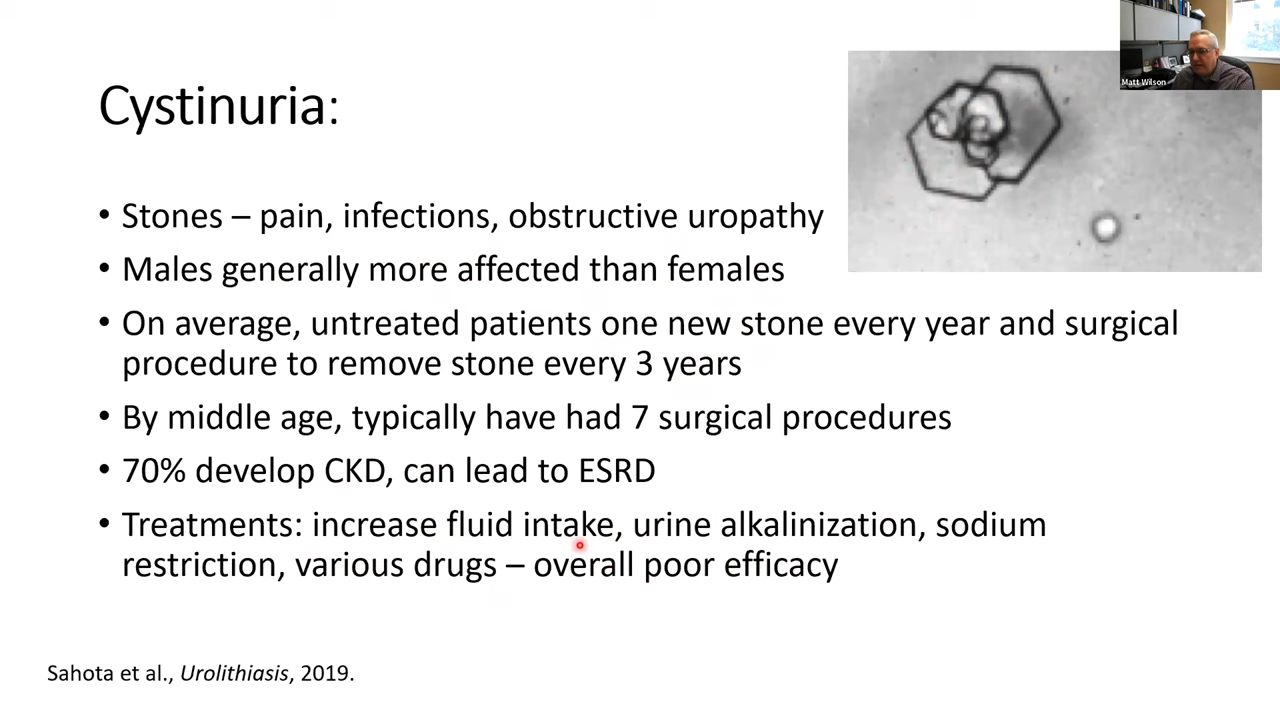 Matt Wilson
Cystinuria:
• Stones – pain, infections, obstructive uropathy
• Males generally more affected than females
• On average, untreated patients one new stone every year and surgical
procedure to remove stone every 3 years
• By middle age, typically have had 7 surgical procedures
• 70% develop CKD, can lead to ESRD
• Treatments: increase fluid intake, urine alkalinization, sodium
restriction, various drugs – overall poor efficacy
Sahota et al., Urolithiasis, 2019.